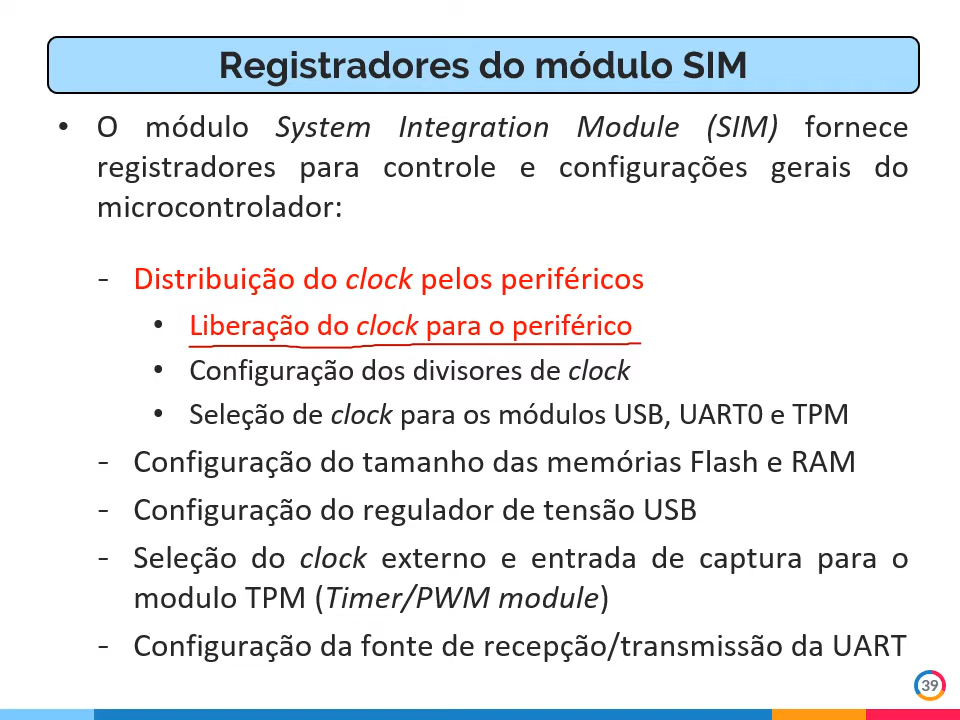 Registradores do módulo SIM
• O módulo System Integration Module (SIM) fornece
registradores para controle e configurações gerais do
microcontrolador:
- Distribuição do clock pelos periféricos
• Liberação do clock para o periférico
• Configuração dos divisores de clock
• Seleção de clock para os módulos USB, UART0 e TPM
- Configuração do tamanho das memórias Flash e RAM
- Configuração do regulador de tensão USB
- Seleção do clock externo e entrada de captura para o
modulo TPM (Timer/PWM module)
- Configuração da fonte de recepção/transmissão da UART
39